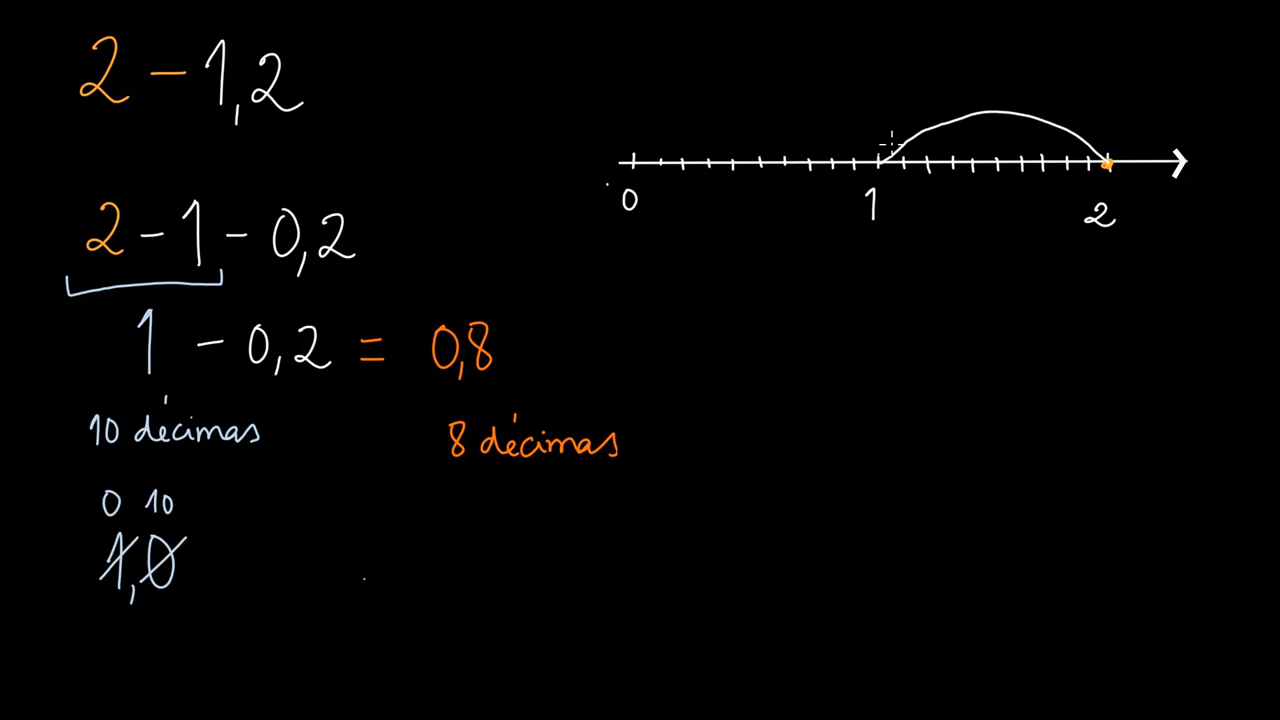 2 - 1,2
2 - 1 - 0,2
1 - 0,2 = 0,8
10 décimas
8 décimas
0 10
1,0
0 1 2